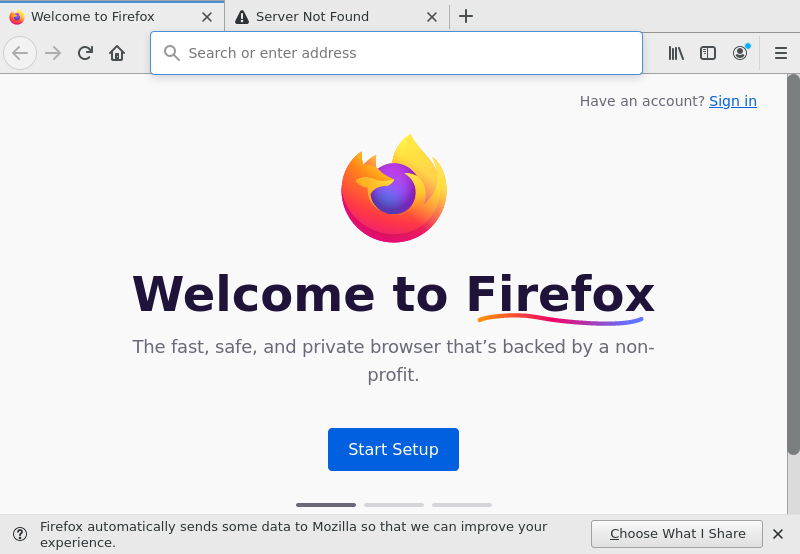 Welcome to Firefox
Server Not Found
Search or enter address
Have an account? Sign in
Welcome to Firefox
The fast, safe, and private browser that’s backed by a non-
profit.
Start Setup
Firefox automatically sends some data to Mozilla so that we can improve your
experience.
Choose What I Share